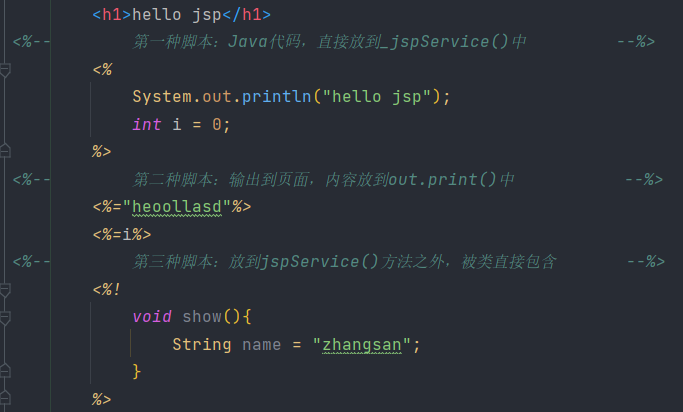 <h1>hello jsp</h1>
<%-- 第一种脚本：Java代码，直接放到_jspService()中 --%>
<%
System.out.println("hello jsp");
int i = 0;
%>
<%-- 第二种脚本：输出到页面，内容放到out.print()中 --%>
<%="heoollasd"%>
<%=i%>
<%-- 第三种脚本：放到jspService()方法之外，被类直接包含 --%>
<%!
void show(){
String name = "zhangsan";
}
%>